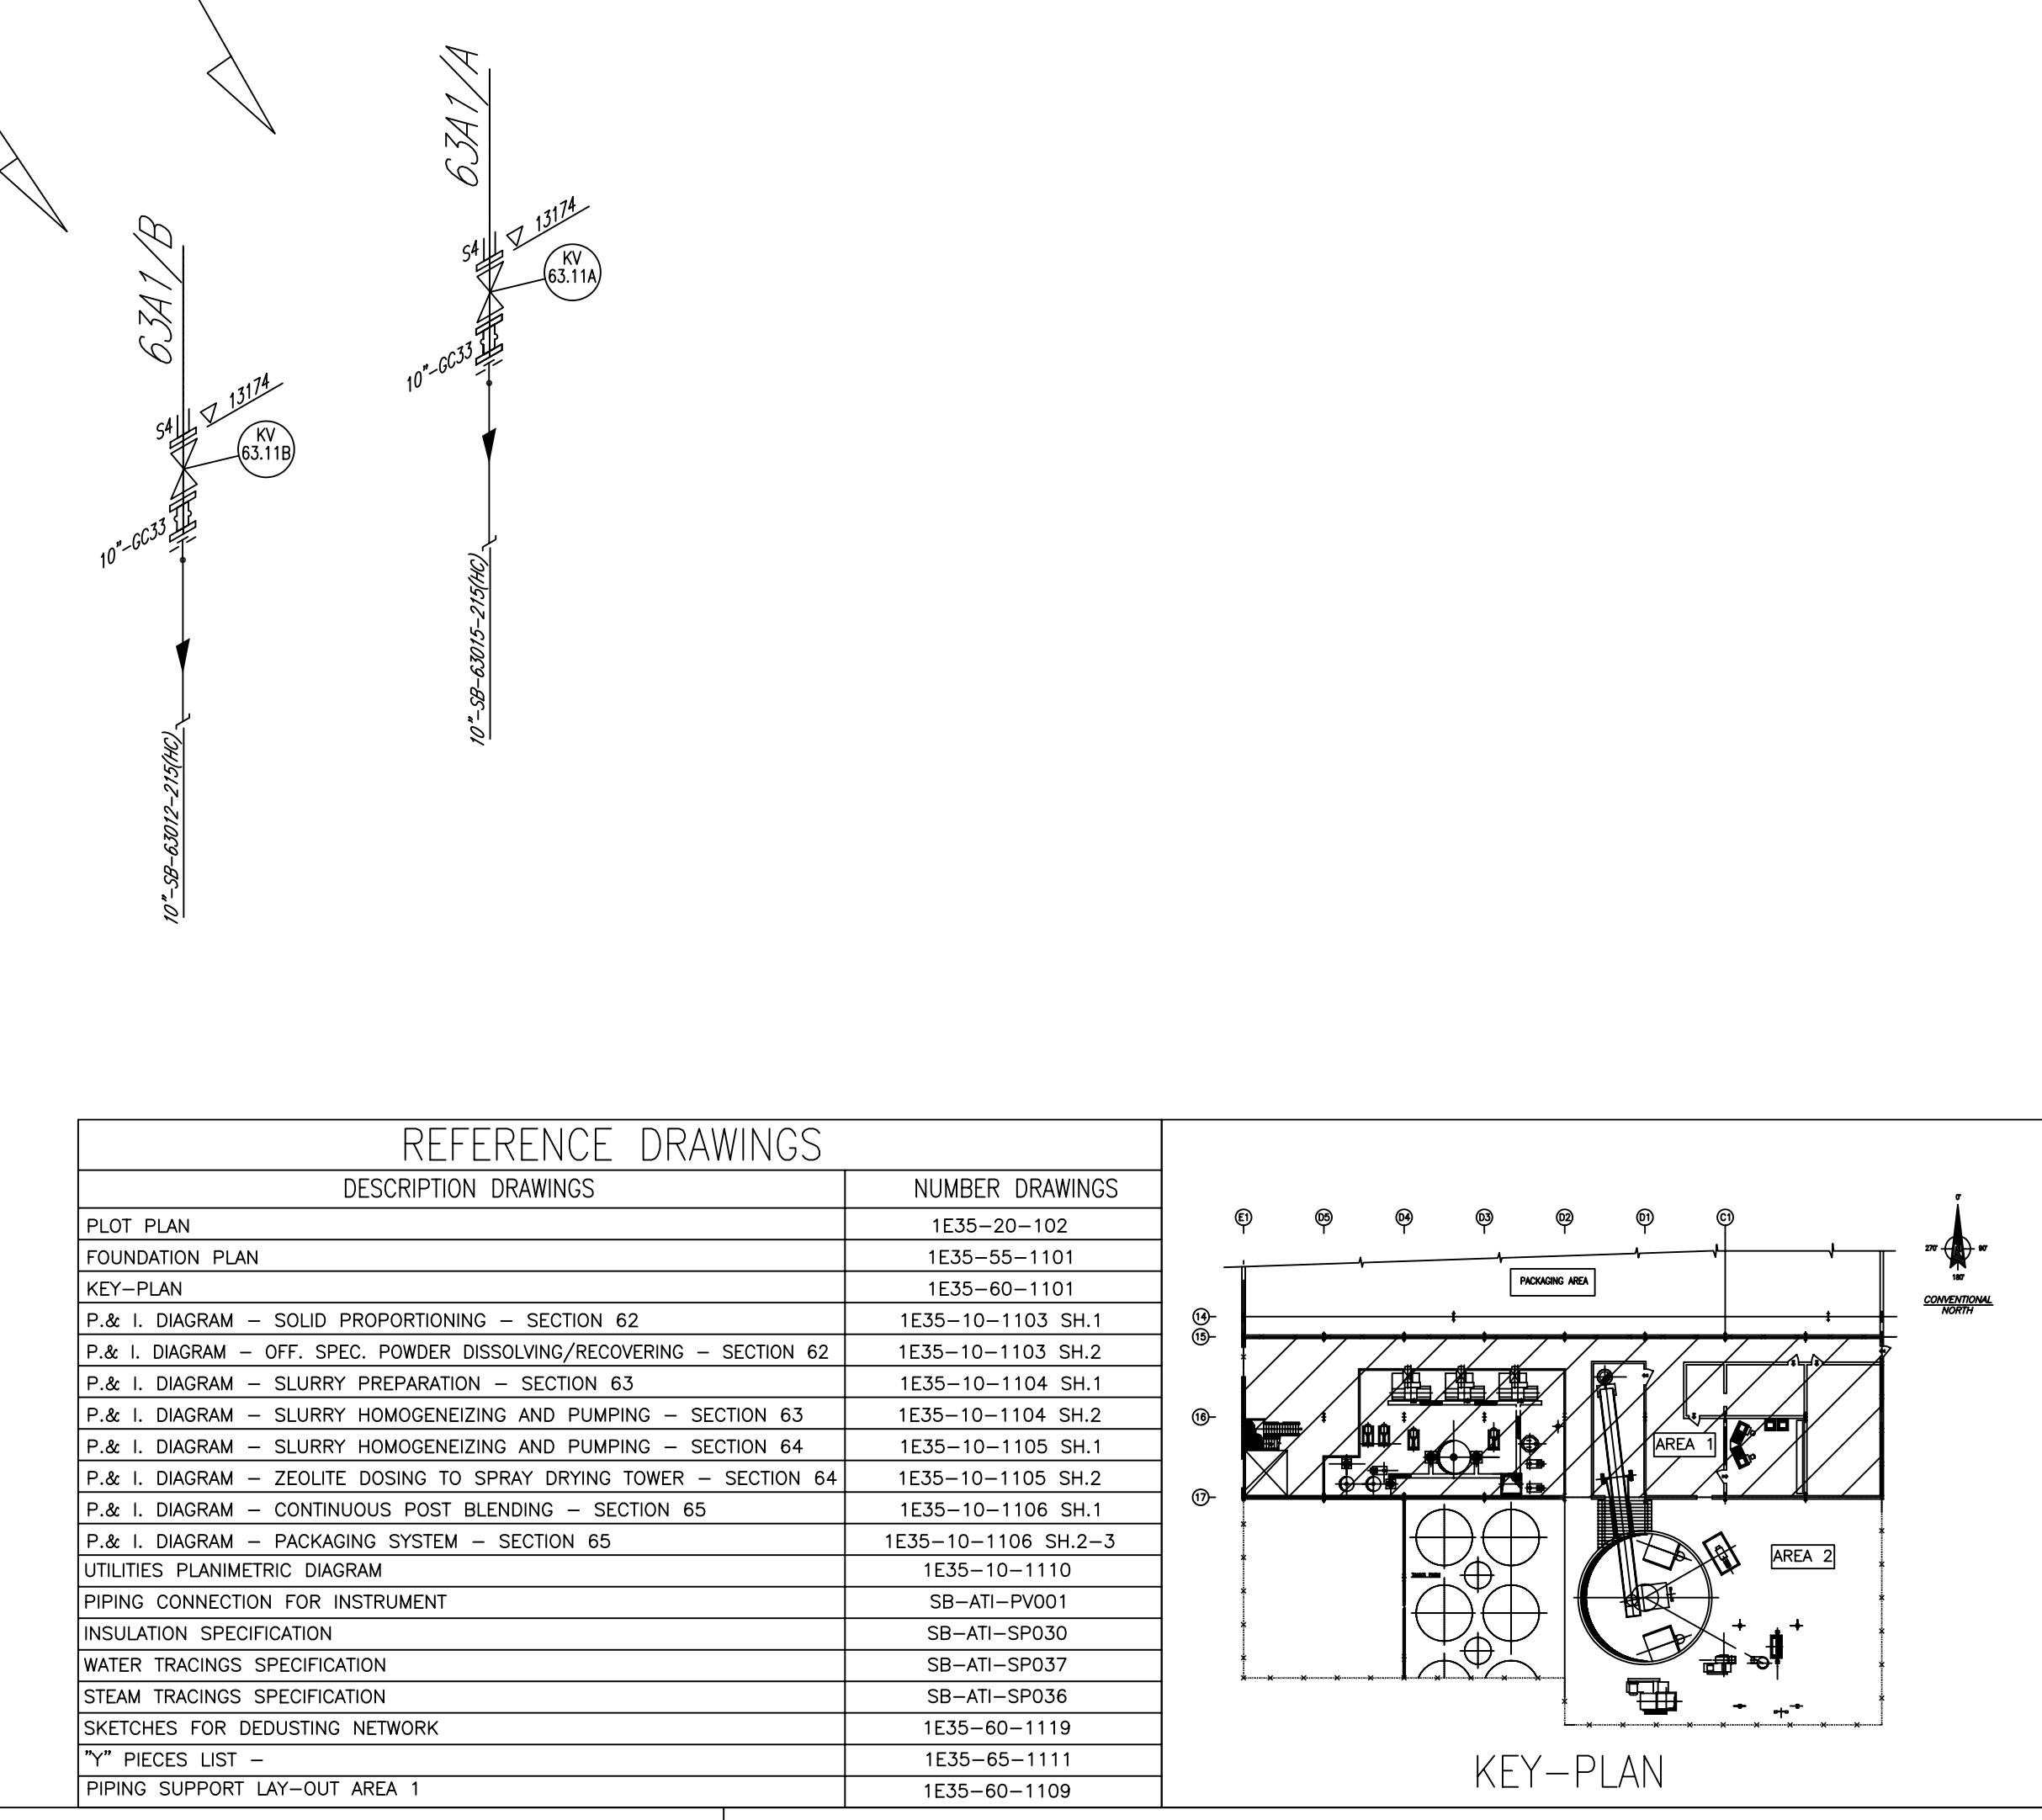 63A1/A
S4
13174
KV
63.11A
10"-GC33
10"-SB-63015-215(HC)
63A1/B
S4
13174
KV
63.11B
10"-GC33
10"-SB-63012-215(HC)
REFERENCE DRAWINGS
DESCRIPTION DRAWINGS NUMBER DRAWINGS
PLOT PLAN 1E35-20-102
FOUNDATION PLAN 1E35-55-1101
KEY-PLAN 1E35-60-1101
P.& I. DIAGRAM - SOLID PROPORTIONING - SECTION 62 1E35-10-1103 SH.1
P.& I. DIAGRAM - OFF. SPEC. POWDER DISSOLVING/RECOVERING - SECTION 62 1E35-10-1103 SH.2
P.& I. DIAGRAM - SLURRY PREPARATION - SECTION 63 1E35-10-1104 SH.1
P.& I. DIAGRAM - SLURRY HOMOGENEIZING AND PUMPING - SECTION 63 1E35-10-1104 SH.2
P.& I. DIAGRAM - SLURRY HOMOGENEIZING AND PUMPING - SECTION 64 1E35-10-1105 SH.1
P.& I. DIAGRAM - ZEOLITE DOSING TO SPRAY DRYING TOWER - SECTION 64 1E35-10-1105 SH.2
P.& I. DIAGRAM - CONTINUOUS POST BLENDING - SECTION 65 1E35-10-1106 SH.1
P.& I. DIAGRAM - PACKAGING SYSTEM - SECTION 65 1E35-10-1106 SH.2-3
UTILITIES PLANIMETRIC DIAGRAM 1E35-10-1110
PIPING CONNECTION FOR INSTRUMENT SB-ATI-PV001
INSULATION SPECIFICATION SB-ATI-SP030
WATER TRACINGS SPECIFICATION SB-ATI-SP037
STEAM TRACINGS SPECIFICATION SB-ATI-SP036
SKETCHES FOR DEDUSTING NETWORK 1E35-60-1119
"Y" PIECES LIST - 1E35-65-1111
PIPING SUPPORT LAY-OUT AREA 1 1E35-60-1109
E1 D5 D4 D3 D2 D1 C1
0°
270° 90°
180°
CONVENTIONAL
NORTH
PACKAGING AREA
14
15
16
17
AREA 1
AREA 2
KEY-PLAN